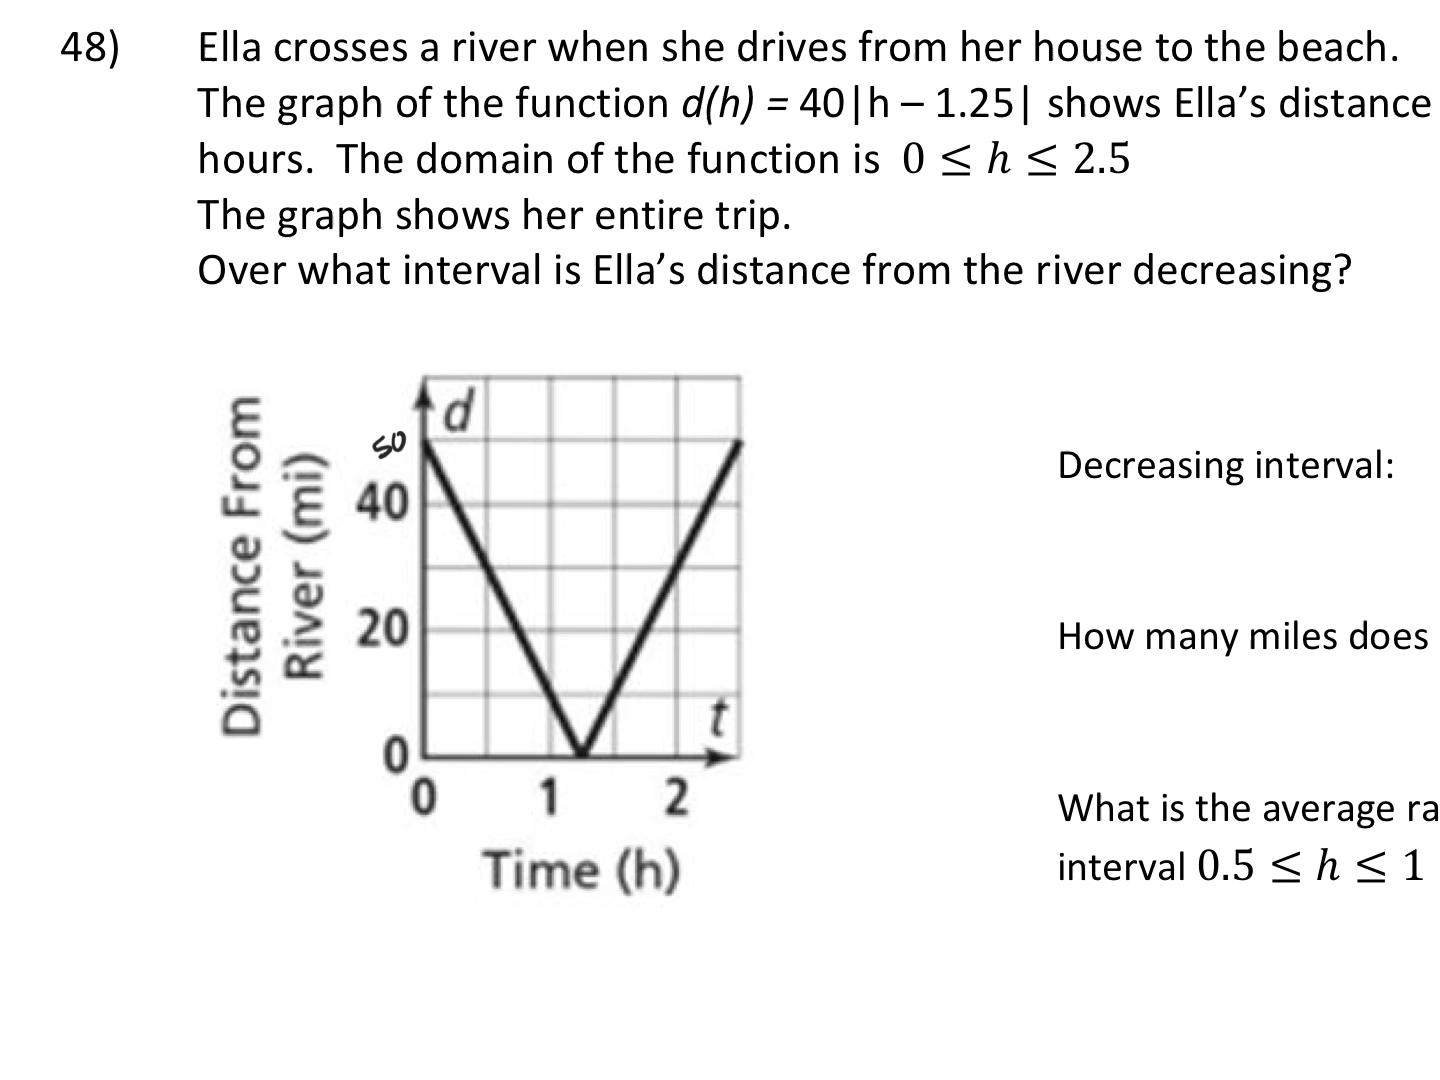 48) Ella crosses a river when she drives from her house to the beach.
The graph of the function d(h) = 40|h – 1.25| shows Ella’s distance
hours. The domain of the function is 0 ≤ h ≤ 2.5
The graph shows her entire trip.
Over what interval is Ella’s distance from the river decreasing?
Distance From
River (mi)
d
50
40
20
0
t
0 1 2
Time (h)
Decreasing interval:
How many miles does
What is the average ra
interval 0.5 ≤ h ≤ 1